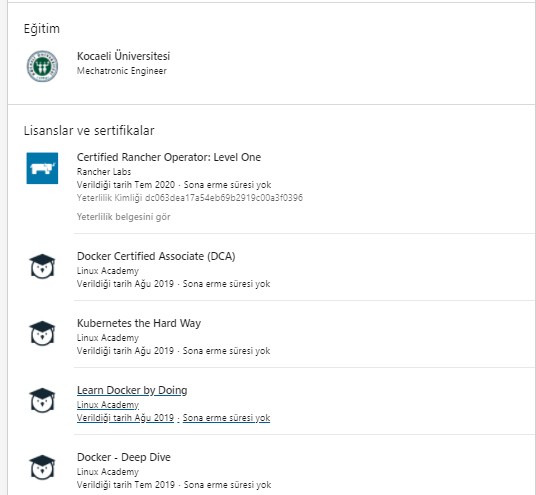 Eğitim
Kocaeli Üniversitesi
Mechatronic Engineer
Lisanslar ve sertifikalar
Certified Rancher Operator: Level One
Rancher Labs
Verildiği tarih Tem 2020 · Sona erme süresi yok
Yeterlilik Kimliği dc063dea17a54eb69b2919c00a3f0396
Yeterlilik belgesini gör
Docker Certified Associate (DCA)
Linux Academy
Verildiği tarih Ağu 2019 · Sona erme süresi yok
Kubernetes the Hard Way
Linux Academy
Verildiği tarih Ağu 2019 · Sona erme süresi yok
Learn Docker by Doing
Linux Academy
Verildiği tarih Ağu 2019 · Sona erme süresi yok
Docker - Deep Dive
Linux Academy
Verildiği tarih Tem 2019 · Sona erme süresi yok